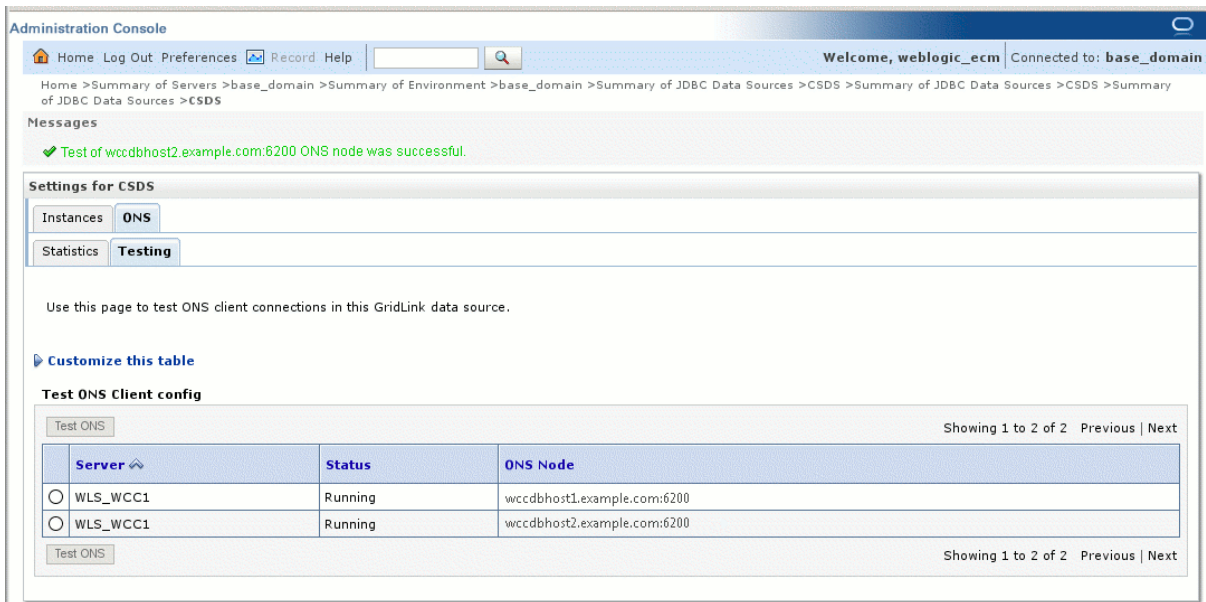 Administration Console
Home Log Out Preferences Record Help
Welcome, weblogic_ecm Connected to: base_domain
Home >Summary of Servers >base_domain >Summary of Environment >base_domain >Summary of JDBC Data Sources >CSDS >Summary of JDBC Data Sources >CSDS >Summary
of JDBC Data Sources >CSDS
Messages
Test of wccdbhost2.example.com:6200 ONS node was successful.
Settings for CSDS
Instances ONS
Statistics Testing
Use this page to test ONS client connections in this GridLink data source.
Customize this table
Test ONS Client config
Test ONS Showing 1 to 2 of 2 Previous | Next
Server Status ONS Node
WLS_WCC1 Running wccdbhost1.example.com:6200
WLS_WCC1 Running wccdbhost2.example.com:6200
Test ONS Showing 1 to 2 of 2 Previous | Next